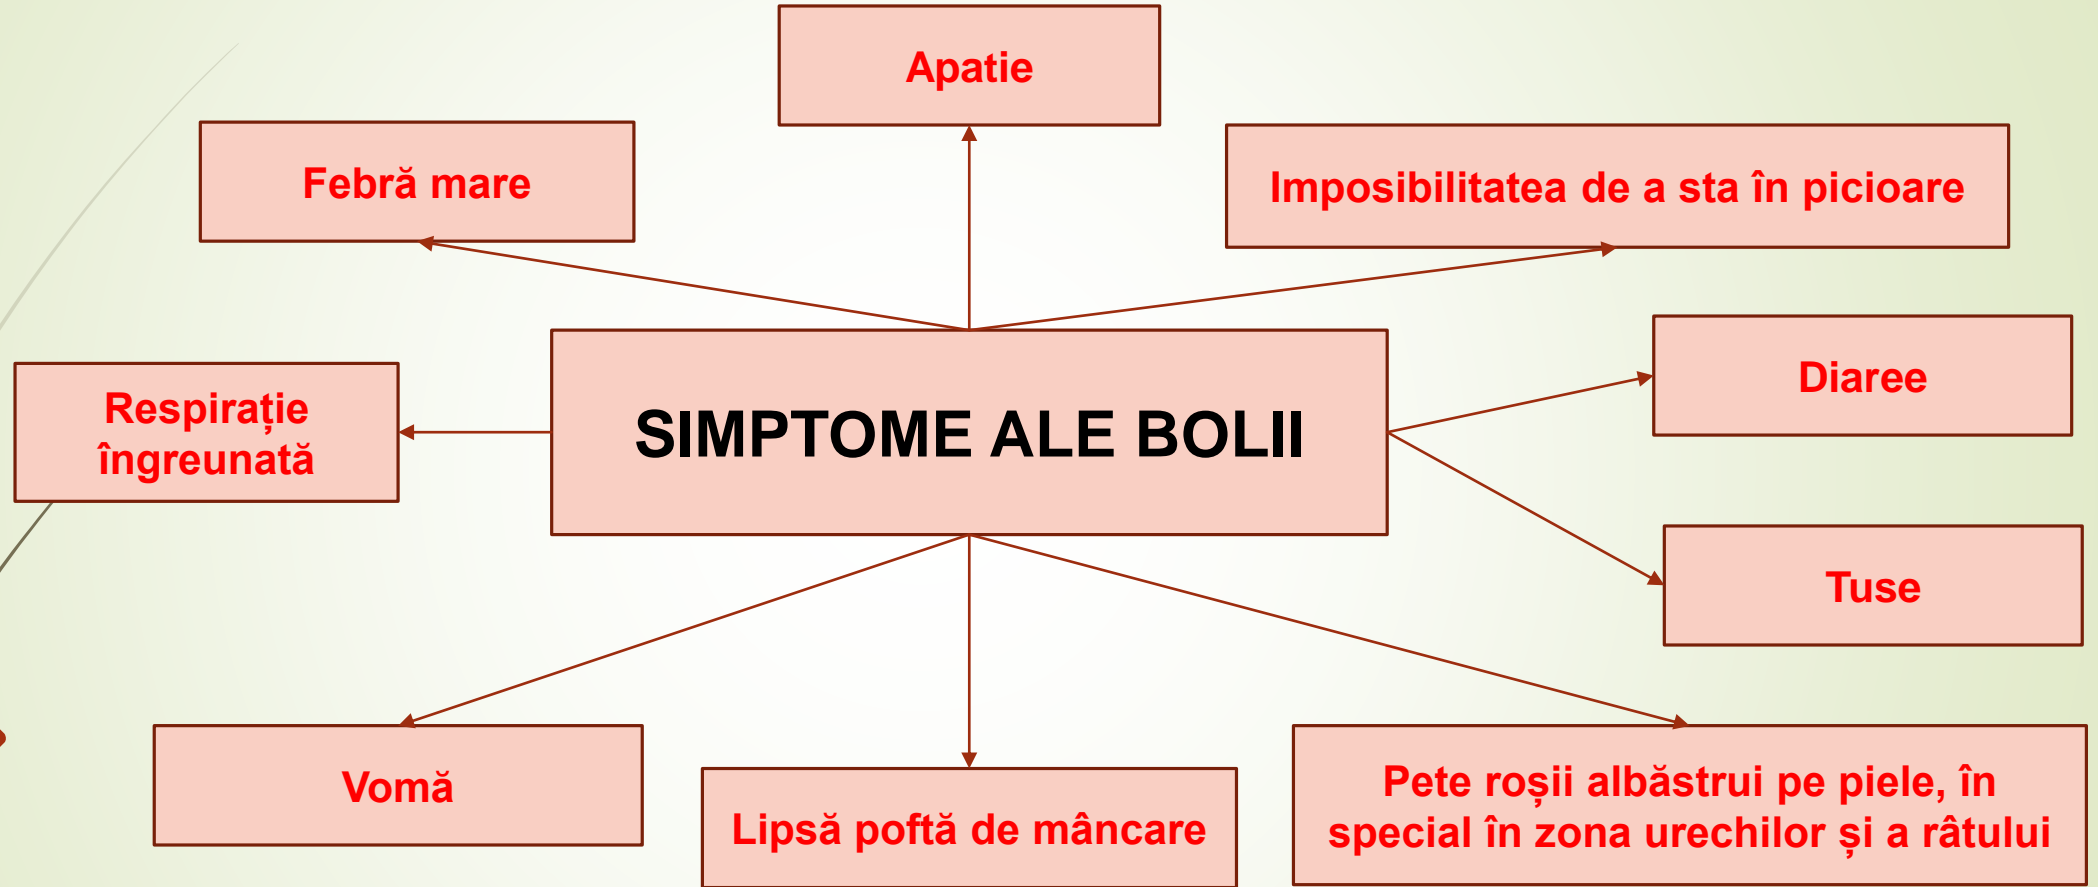 Apatie
Febră mare
Imposibilitatea de a sta în picioare
Respirație
îngreunată
SIMPTOME ALE BOLII
Diaree
Tuse
Vomă
Lipsă poftă de mâncare
Pete roșii albăstrui pe piele, în
special în zona urechilor și a râtului